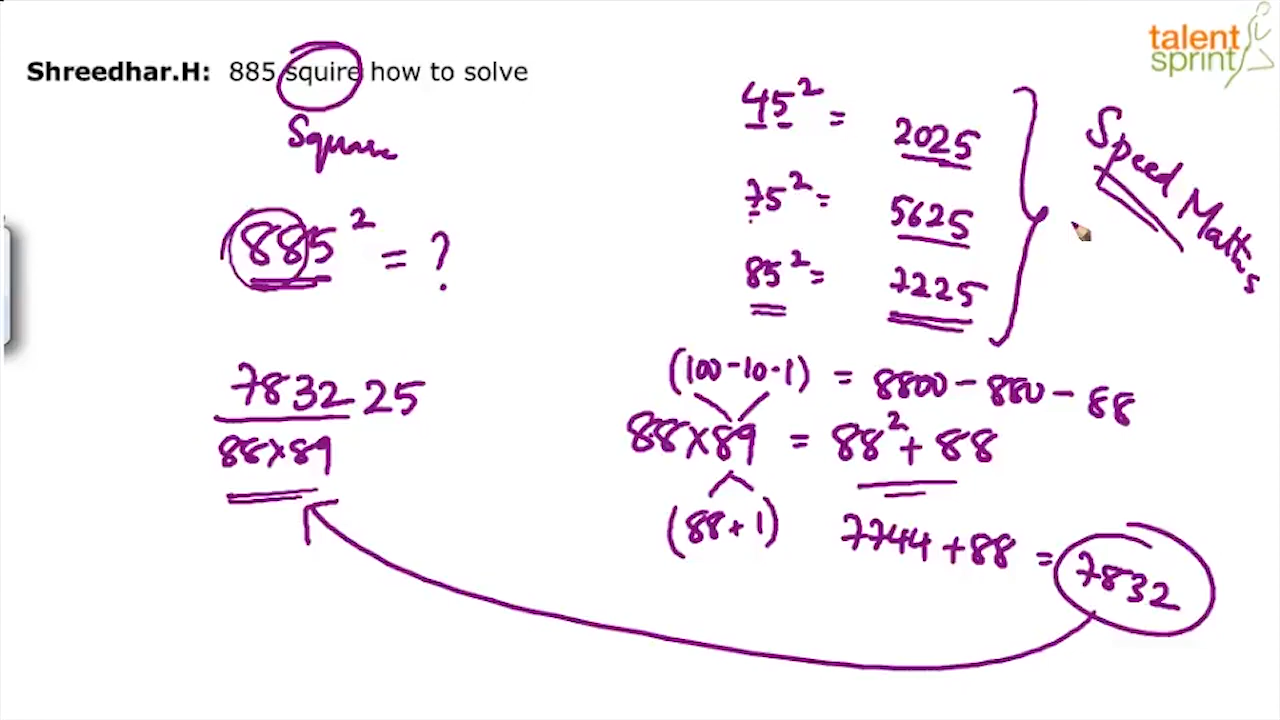 talent
sprint
Shreedhar.H: 885 squire how to solve
Square
885² = ?
783225
88×89
45² = 2025
75² = 5625
85² = 7225
Speed Maths
(100-10-1) = 8800 - 880 - 88
88×89 = 88² + 88
(88+1) 7744 + 88 = 7832